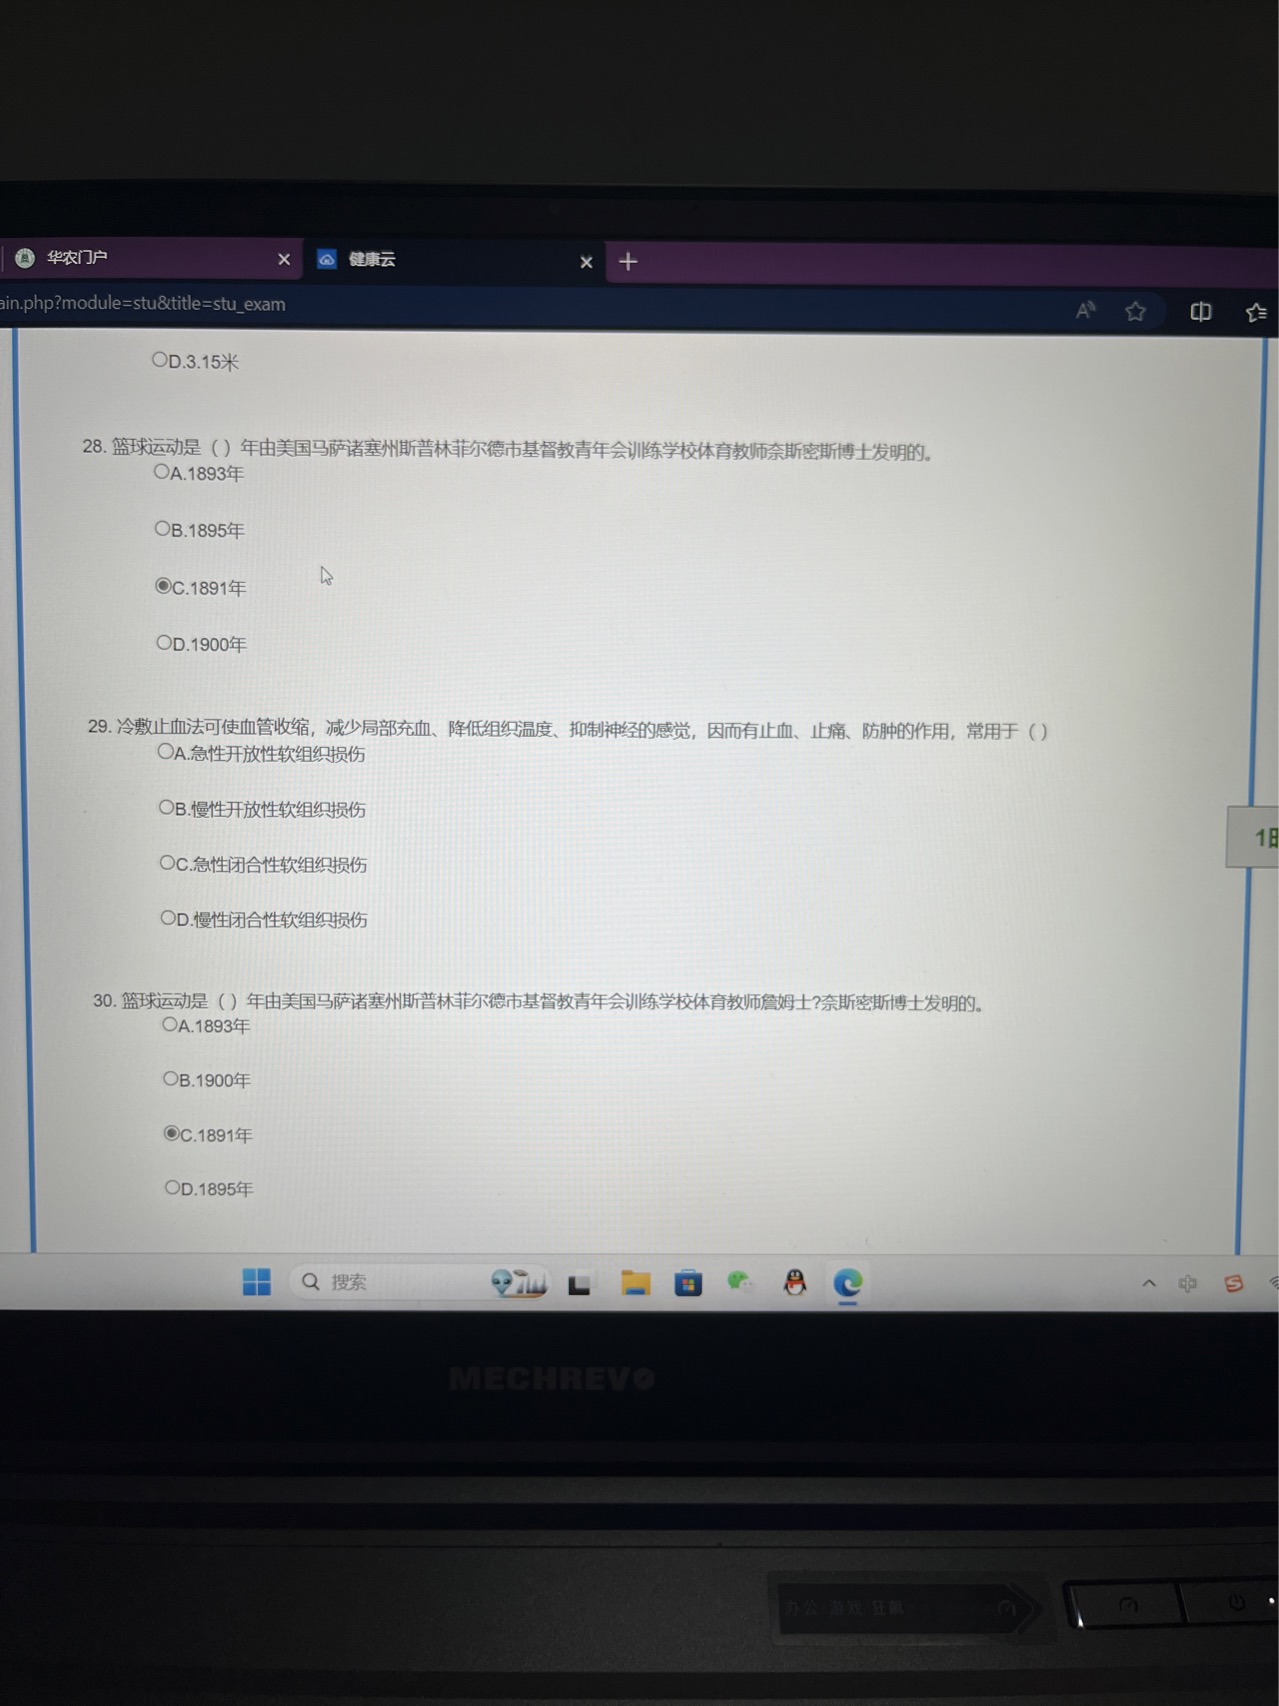 华农门户
健康云
ain.php?module=stu&title=stu_exam
D.3.15米
28. 篮球运动是（ ）年由美国马萨诸塞州斯普林菲尔德市基督教青年会训练学校体育教师奈斯密斯博士发明的。
A.1893年
B.1895年
C.1891年
D.1900年
29. 冷敷止血法可使血管收缩，减少局部充血、降低组织温度、抑制神经的感觉，因而有止血、止痛、防肿的作用，常用于（ ）
A.急性开放性软组织损伤
B.慢性开放性软组织损伤
C.急性闭合性软组织损伤
D.慢性闭合性软组织损伤
30. 篮球运动是（ ）年由美国马萨诸塞州斯普林菲尔德市基督教青年会训练学校体育教师詹姆士?奈斯密斯博士发明的。
A.1893年
B.1900年
C.1891年
D.1895年
搜索
中
MECHREVO
办公 游戏 狂飙